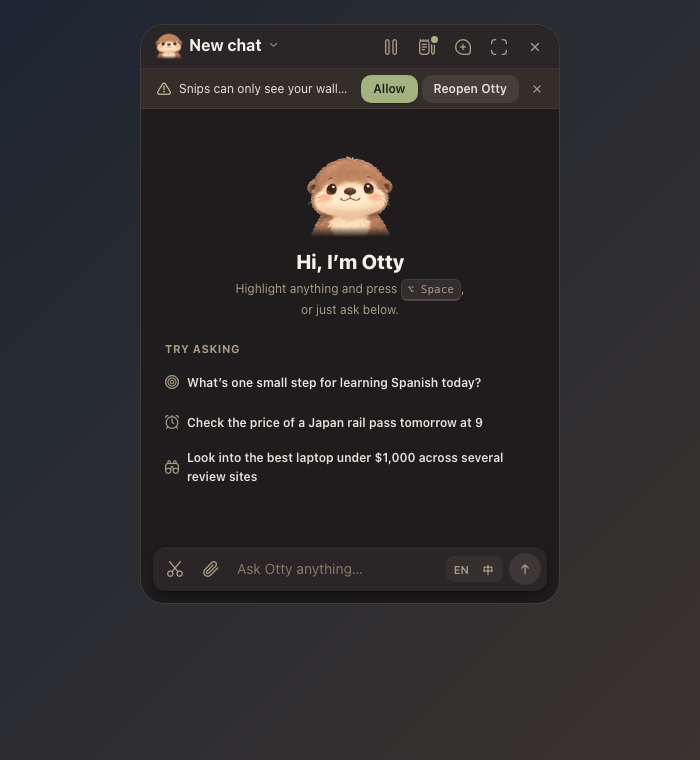 New chat
Snips can only see your wall...
Allow
Reopen Otty
Hi, I’m Otty
Highlight anything and press ⌥ Space,
or just ask below.
TRY ASKING
What’s one small step for learning Spanish today?
Check the price of a Japan rail pass tomorrow at 9
Look into the best laptop under $1,000 across several
review sites
Ask Otty anything...
EN 中